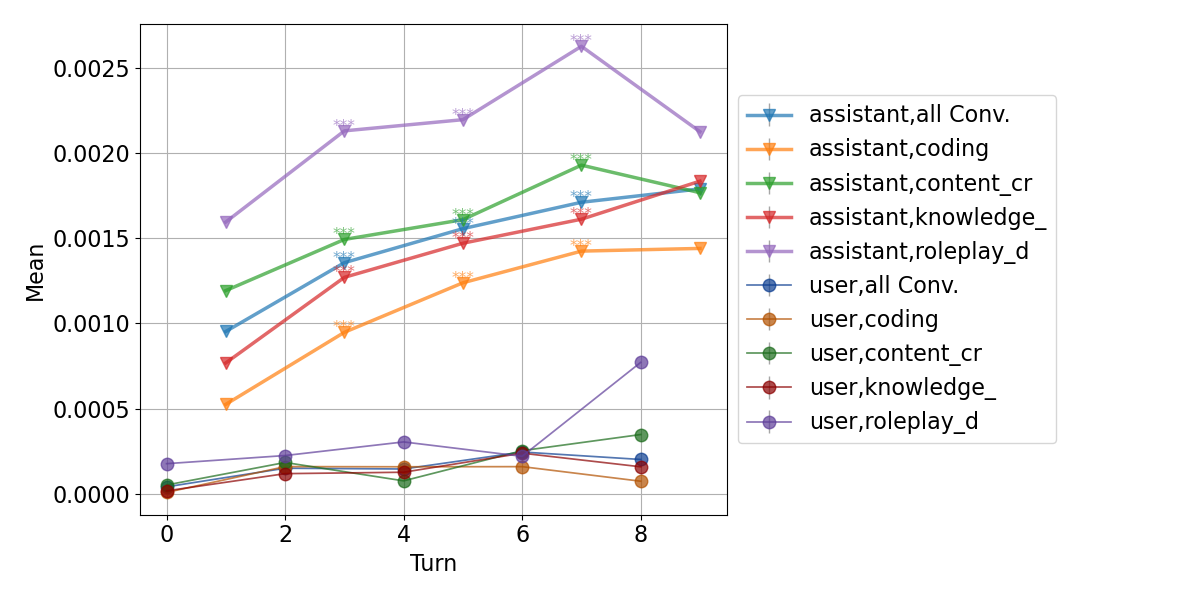 0.0025
0.0020
0.0015
0.0010
0.0005
0.0000
Mean
0 2 4 6 8
Turn
*** *** ***
*** *** ***
*** *** ***
*** *** ***
*** *** ***
assistant,all Conv.
assistant,coding
assistant,content_cr
assistant,knowledge_
assistant,roleplay_d
user,all Conv.
user,coding
user,content_cr
user,knowledge_
user,roleplay_d